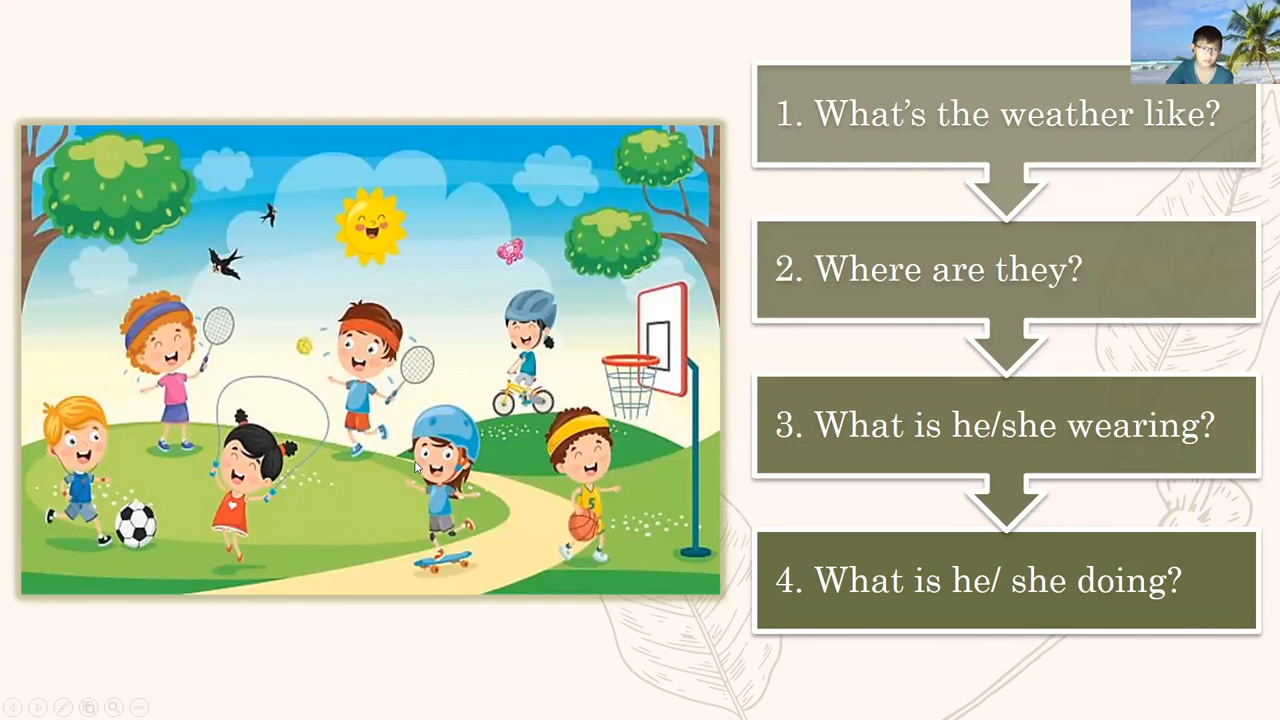 1. What's the weather like?
2. Where are they?
3. What is he/she wearing?
4. What is he/ she doing?
5